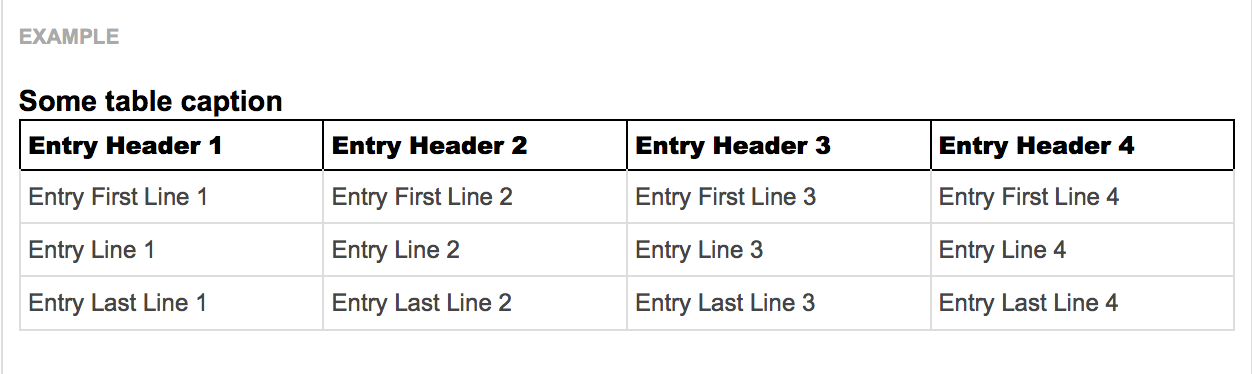 EXAMPLE
Some table caption
Entry Header 1 Entry Header 2 Entry Header 3 Entry Header 4
Entry First Line 1 Entry First Line 2 Entry First Line 3 Entry First Line 4
Entry Line 1 Entry Line 2 Entry Line 3 Entry Line 4
Entry Last Line 1 Entry Last Line 2 Entry Last Line 3 Entry Last Line 4